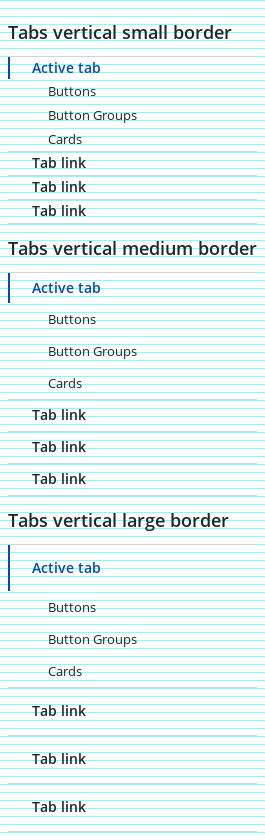 Tabs vertical small border
Active tab
Buttons
Button Groups
Cards
Tab link
Tab link
Tab link
Tabs vertical medium border
Active tab
Buttons
Button Groups
Cards
Tab link
Tab link
Tab link
Tabs vertical large border
Active tab
Buttons
Button Groups
Cards
Tab link
Tab link
Tab link